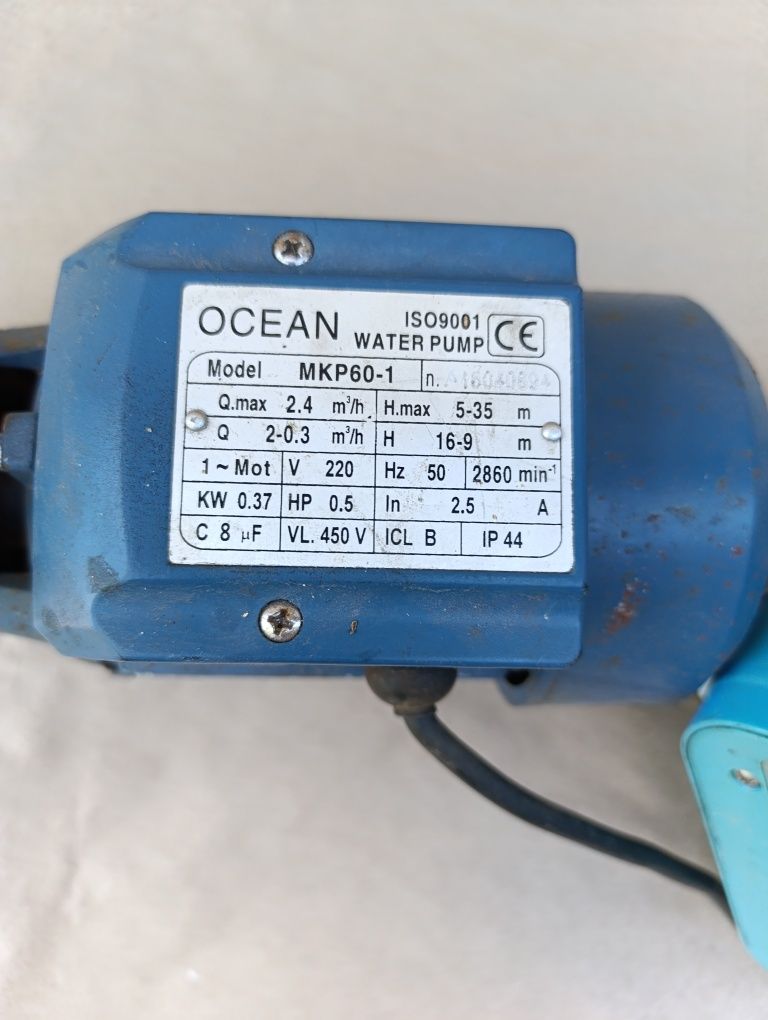 OCEAN ISO9001 CE
WATER PUMP
Model MKP60-1 n.
Q.max 2.4 m³/h H.max 5-35 m
Q 2-0.3 m³/h H 16-9 m
1~Mot V 220 Hz 50 2860 min⁻¹
KW 0.37 HP 0.5 In 2.5 A
C 8 µF VL. 450 V ICL B IP 44